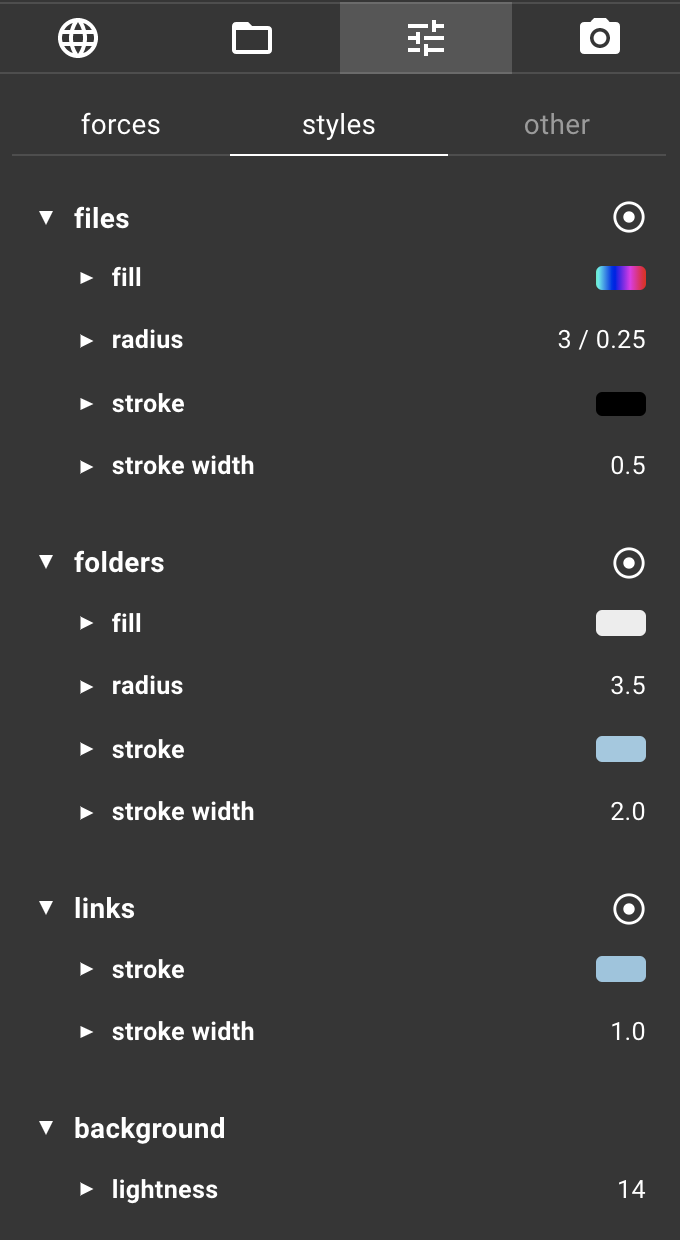 forces styles other
files
fill
radius 3 / 0.25
stroke
stroke width 0.5
folders
fill
radius 3.5
stroke
stroke width 2.0
links
stroke
stroke width 1.0
background
lightness 14